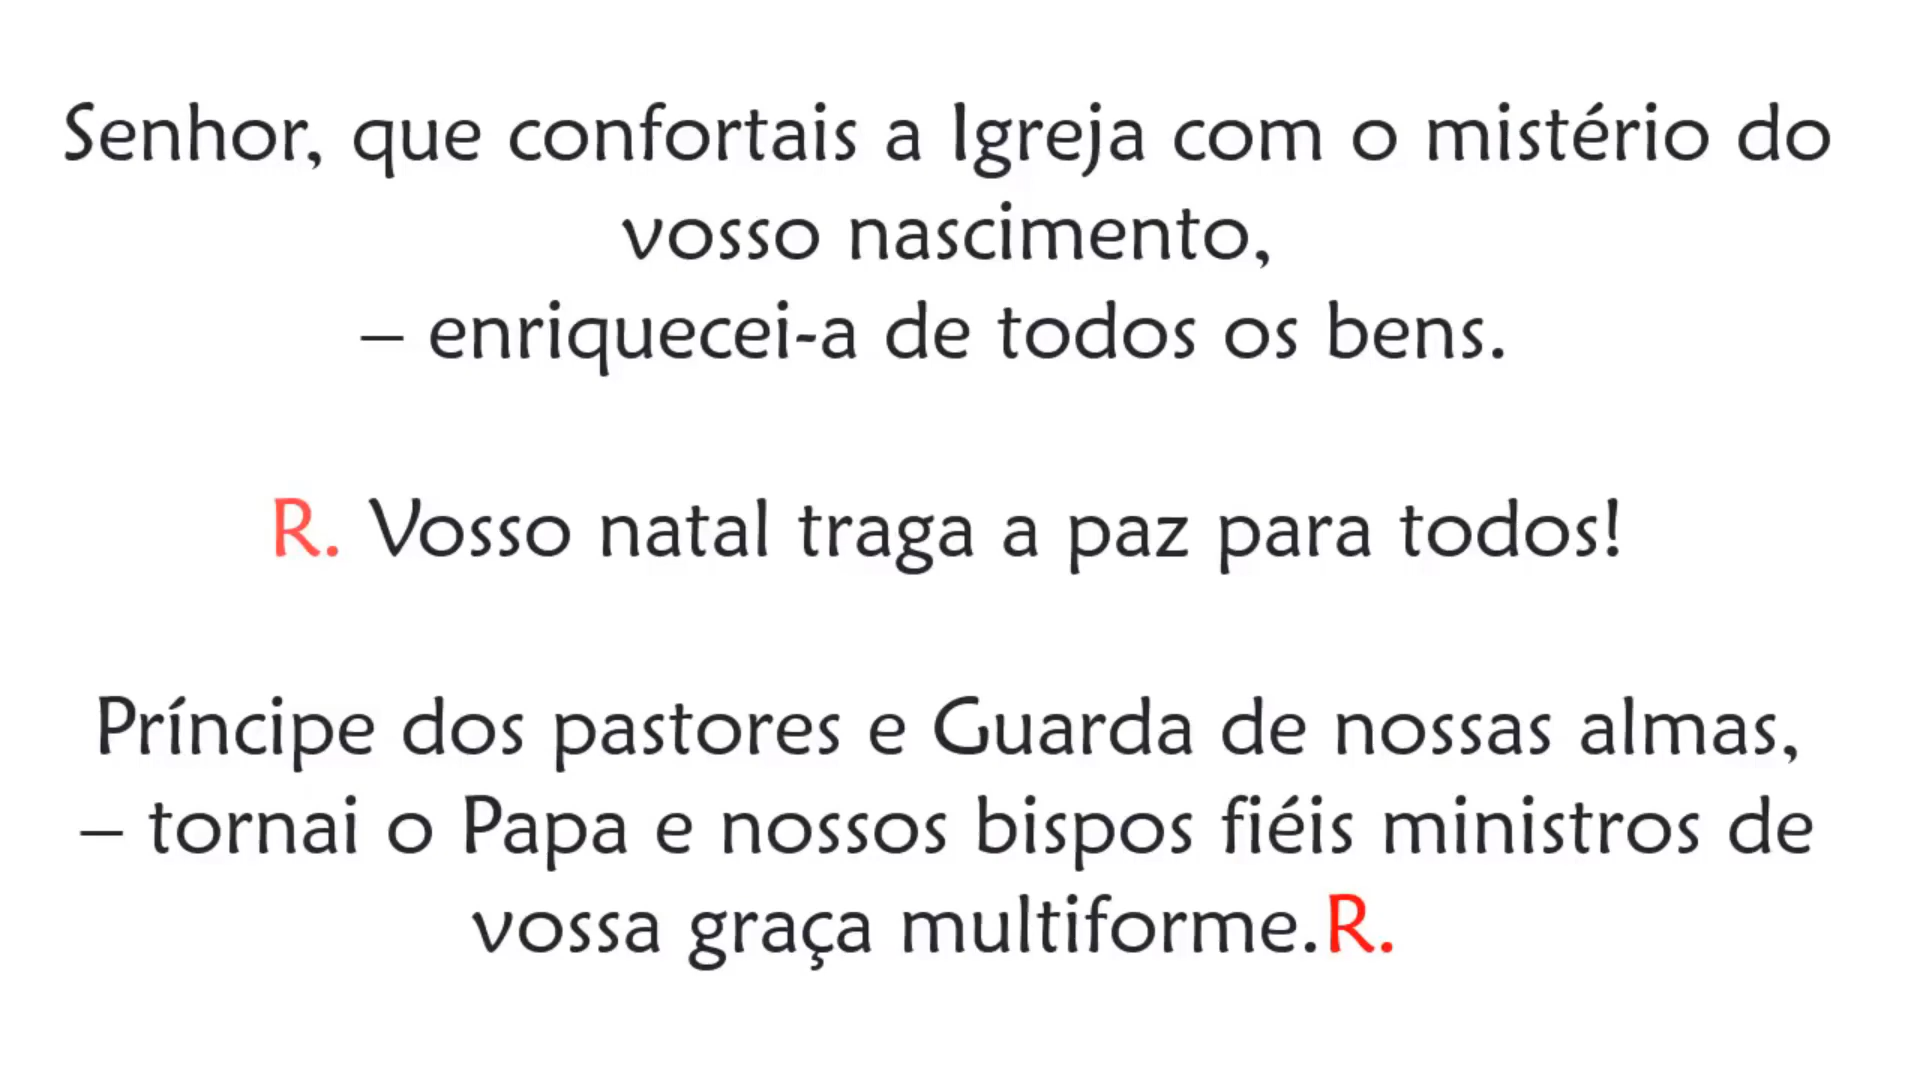 Senhor, que confortais a Igreja com o mistério do
vosso nascimento,
– enriquecei-a de todos os bens.
R. Vosso natal traga a paz para todos!
Príncipe dos pastores e Guarda de nossas almas,
– tornai o Papa e nossos bispos fiéis ministros de
vossa graça multiforme.R.